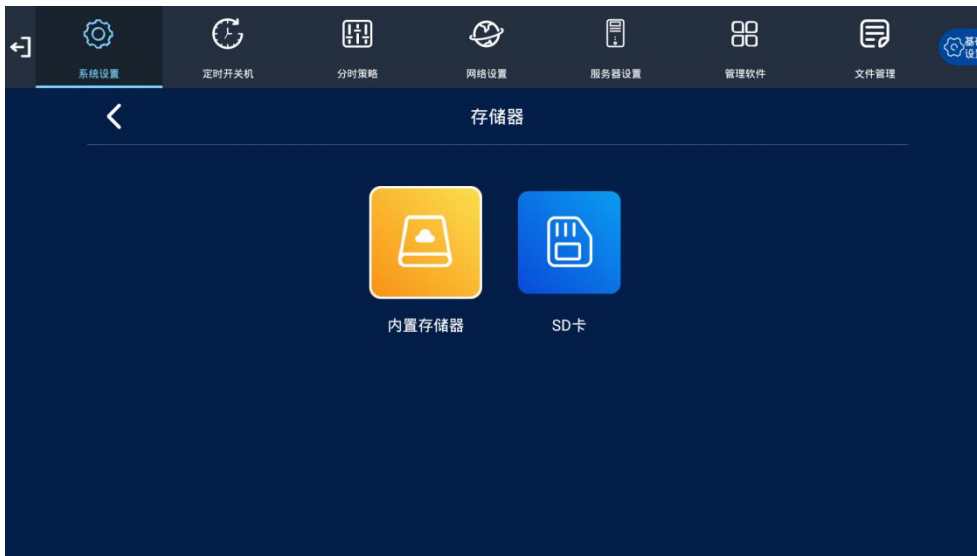 系统设置
定时开关机
分时策略
网络设置
服务器设置
管理软件
文件管理
存储器
内置存储器
SD卡